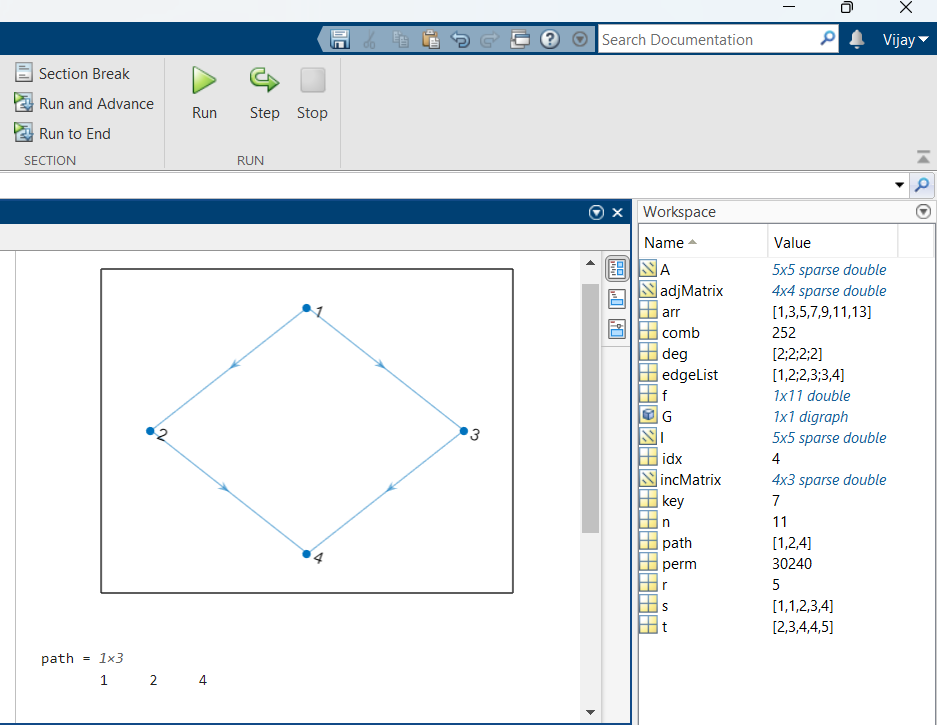 Search Documentation
Vijay
Section Break
Run and Advance
Run to End
SECTION
Run
Step
Stop
RUN
Workspace
Name
Value
A 5x5 sparse double
adjMatrix 4x4 sparse double
arr [1,3,5,7,9,11,13]
comb 252
deg [2;2;2;2]
edgeList [1,2;2,3;3,4]
f 1x11 double
G 1x1 digraph
I 5x5 sparse double
idx 4
incMatrix 4x3 sparse double
key 7
n 11
path [1,2,4]
perm 30240
r 5
s [1,1,2,3,4]
t [2,3,4,4,5]
1
2
3
4
path = 1×3
1 2 4